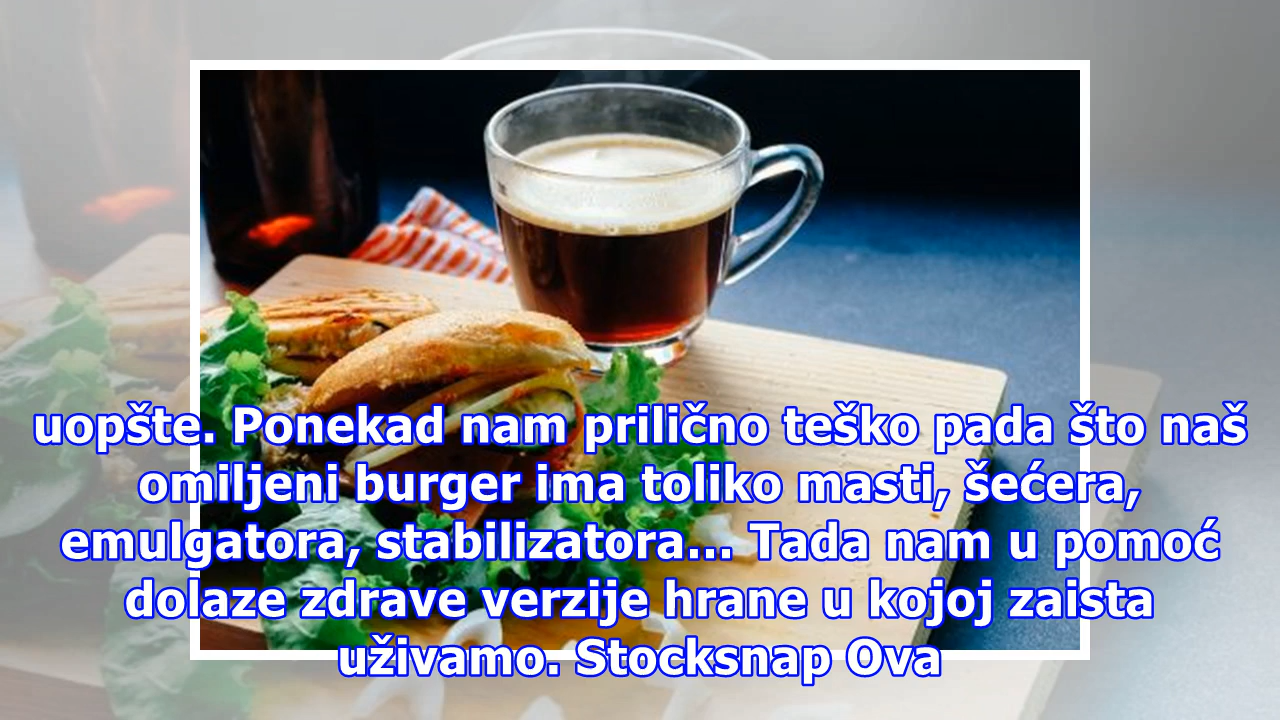 uopšte. Ponekad nam prilično teško pada što naš
omiljeni burger ima toliko masti, šećera,
emulgatora, stabilizatora... Tada nam u pomoć
dolaze zdrave verzije hrane u kojoj zaista
uživamo. Stocksnap Ova